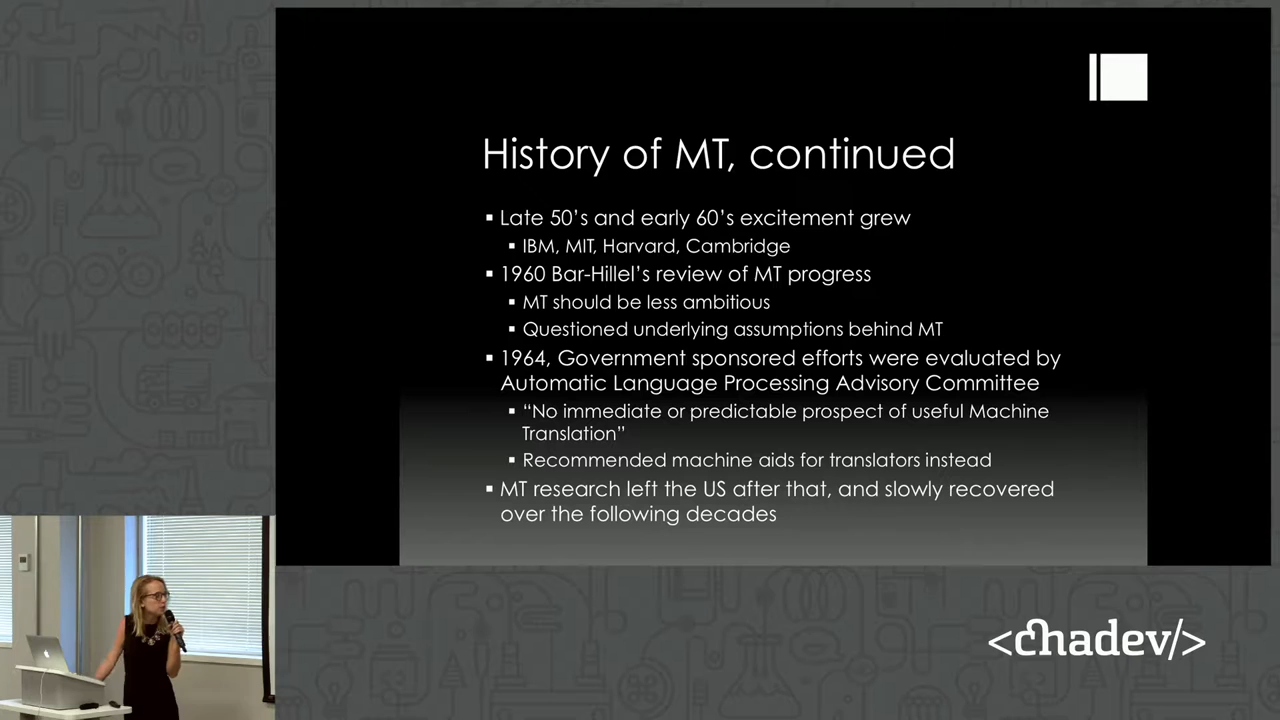 History of MT, continued
▪ Late 50's and early 60's excitement grew
▪ IBM, MIT, Harvard, Cambridge
▪ 1960 Bar-Hillel's review of MT progress
▪ MT should be less ambitious
▪ Questioned underlying assumptions behind MT
▪ 1964, Government sponsored efforts were evaluated by
Automatic Language Processing Advisory Committee
▪ “No immediate or predictable prospect of useful Machine
Translation”
▪ Recommended machine aids for translators instead
▪ MT research left the US after that, and slowly recovered
over the following decades
<chadev/>